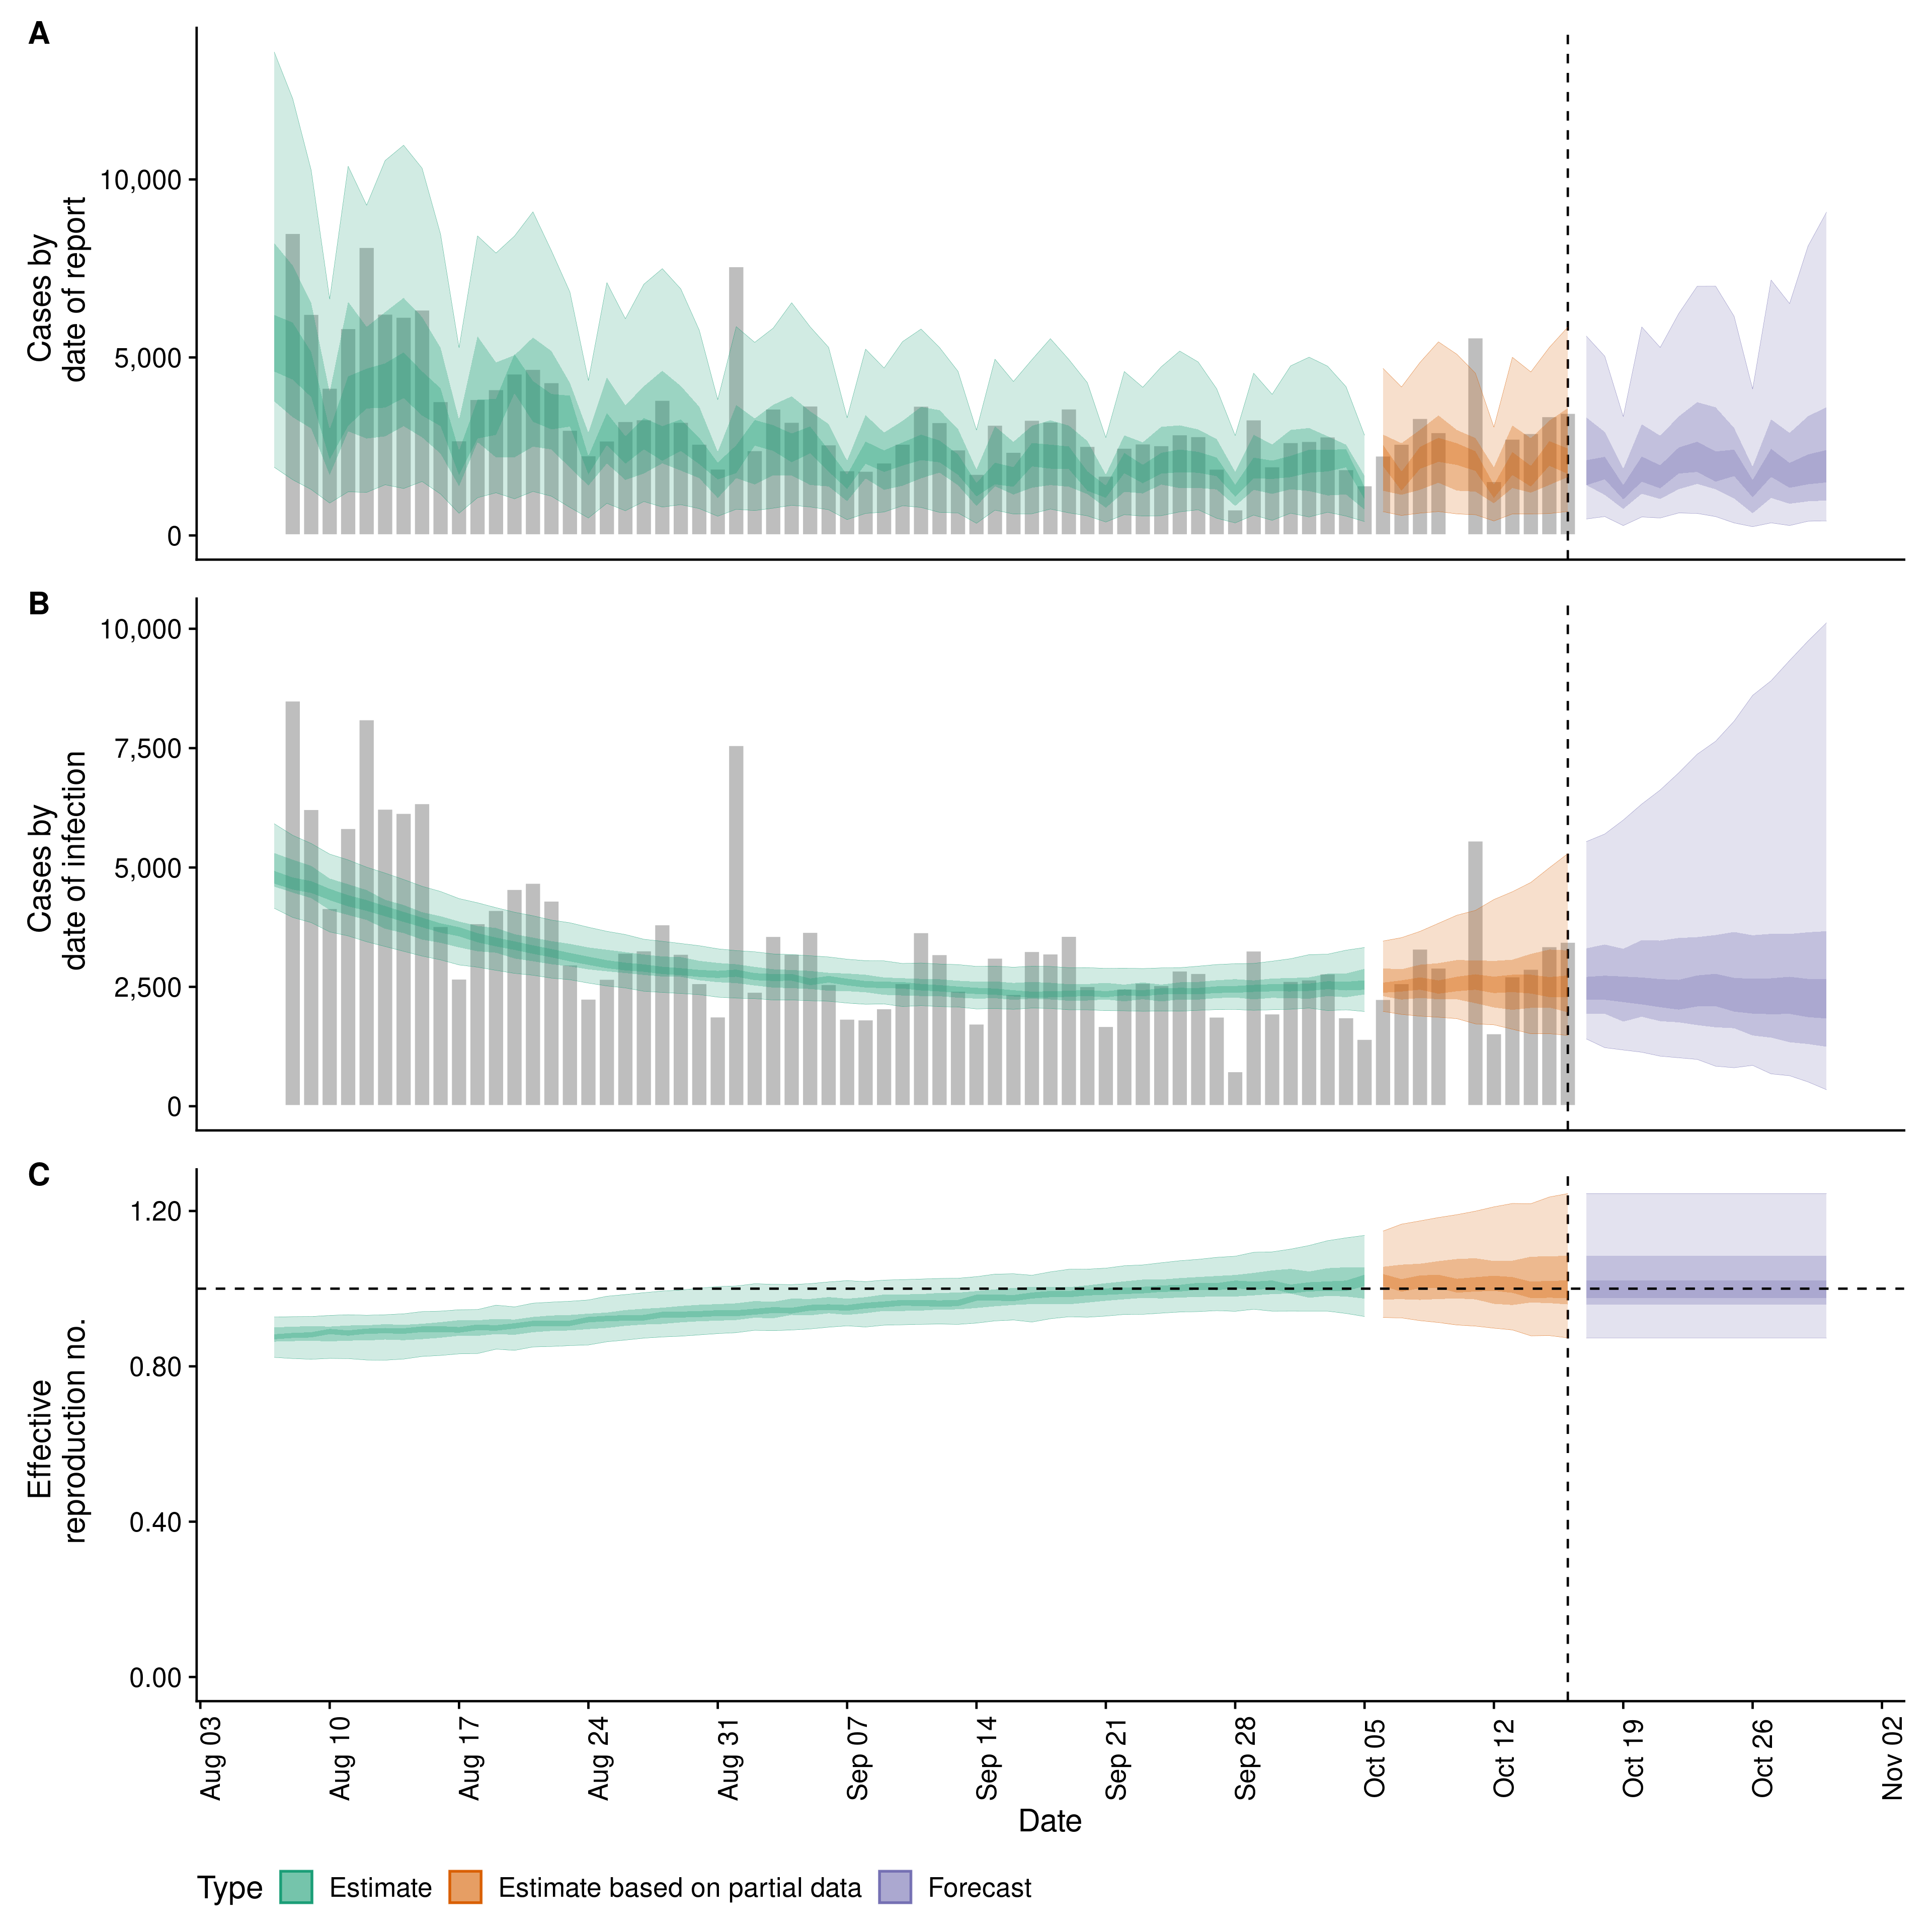 A
Cases by
date of report
10,000
5,000
0
B
Cases by
date of infection
10,000
7,500
5,000
2,500
0
C
Effective
reproduction no.
1.20
0.80
0.40
0.00
Aug 03
Aug 10
Aug 17
Aug 24
Aug 31
Sep 07
Sep 14
Sep 21
Sep 28
Oct 05
Oct 12
Oct 19
Oct 26
Nov 02
Date
Type
Estimate
Estimate based on partial data
Forecast